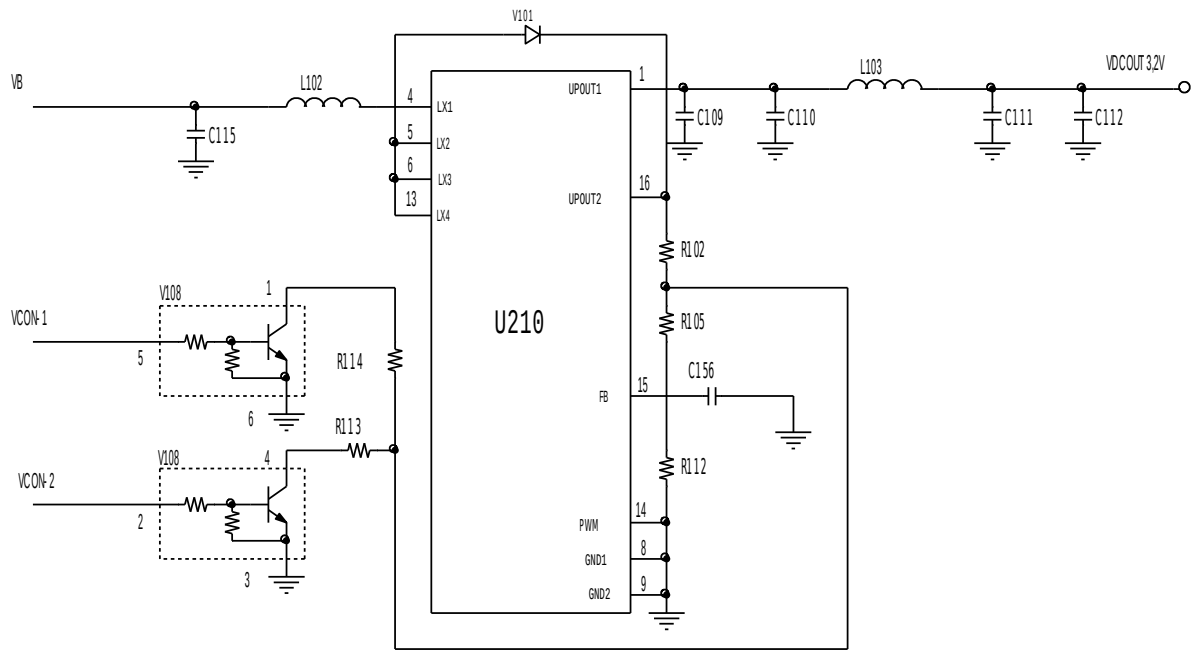 V101
VB
L102
C115
4
LX1
5
LX2
6
LX3
13
LX4
UPOUT1
1
C109
C110
L103
C111
C112
VDCOUT3,2V
UPOUT2
16
R102
R105
V108
1
VCON-1
5
6
R114
U210
FB
15
C156
R113
V108
4
VCON-2
2
3
R112
PWM
14
GND1
8
GND2
9